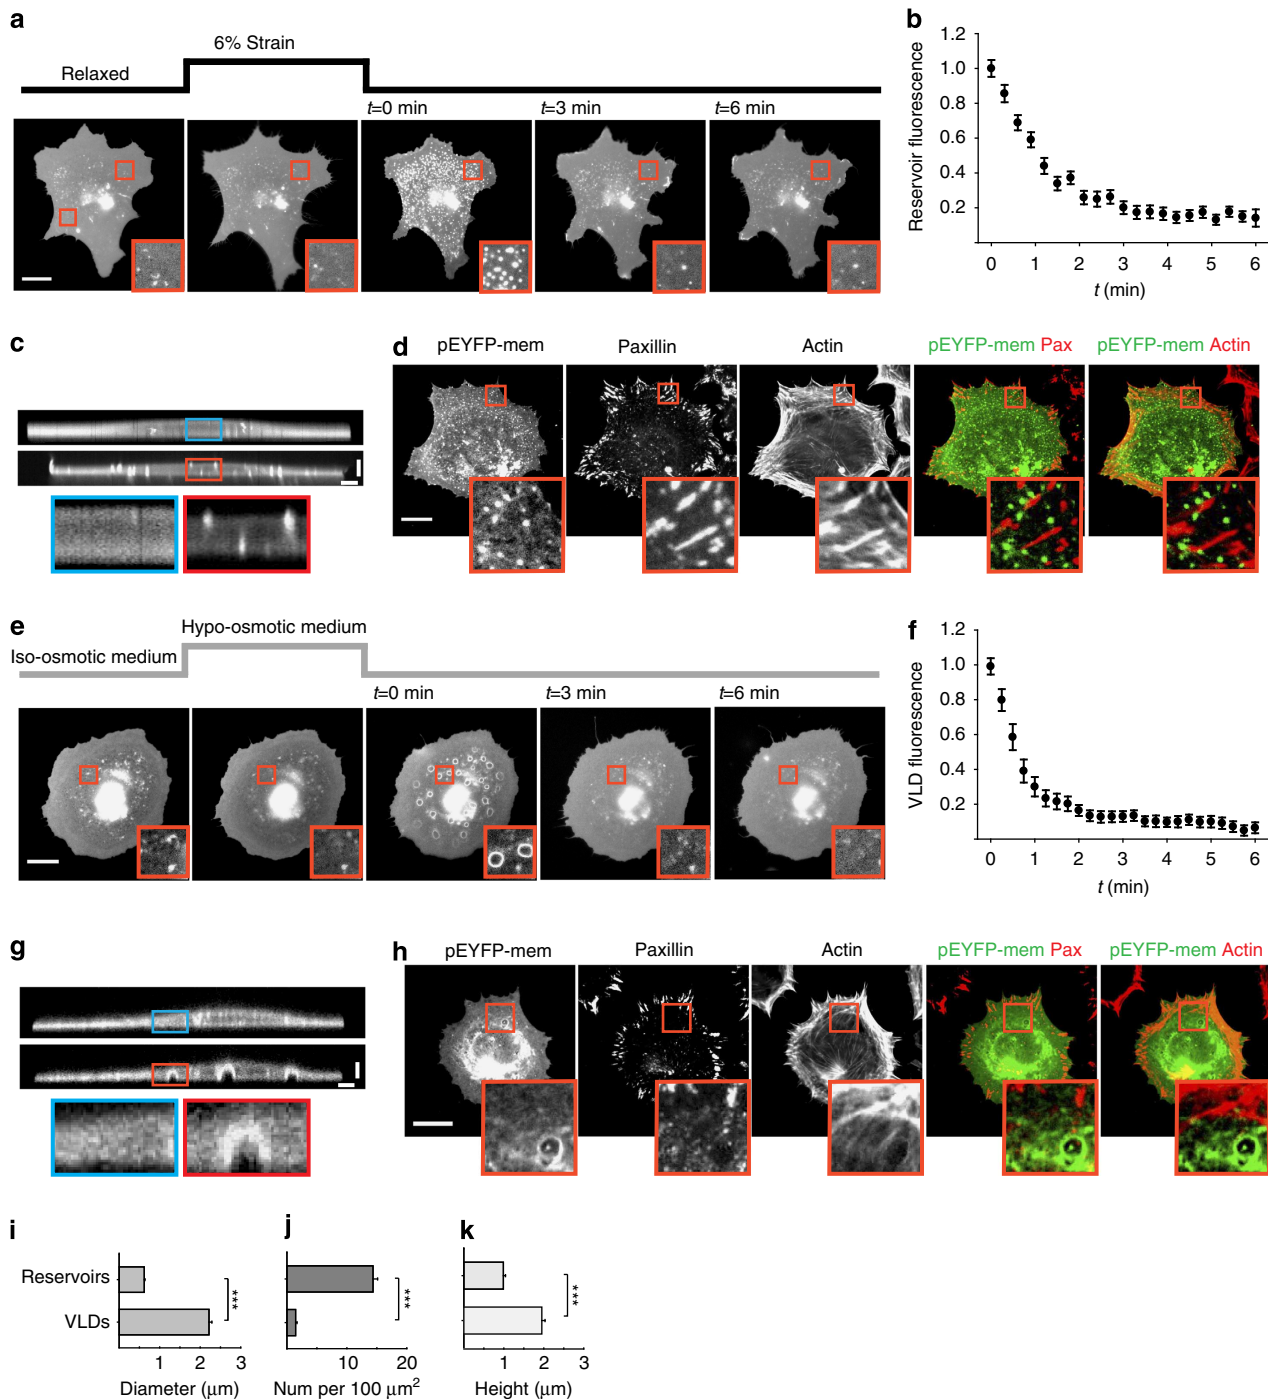 a
6% Strain
Relaxed
t=0 min
t=3 min
t=6 min
b
Reservoir fluorescence
1.2
1.0
0.8
0.6
0.4
0.2
0 1 2 3 4 5 6
t (min)
c
d
pEYFP-mem
Paxillin
Actin
pEYFP-mem Pax
pEYFP-mem Actin
e
Hypo-osmotic medium
Iso-osmotic medium
t=0 min
t=3 min
t=6 min
f
VLD fluorescence
1.2
1.0
0.8
0.6
0.4
0.2
0 1 2 3 4 5 6
t (min)
g
h
pEYFP-mem
Paxillin
Actin
pEYFP-mem Pax
pEYFP-mem Actin
i
Reservoirs
VLDs
***
0 1 2 3
Diameter (μm)
j
***
10 20
Num per 100 μm²
k
***
0 1 2 3
Height (μm)